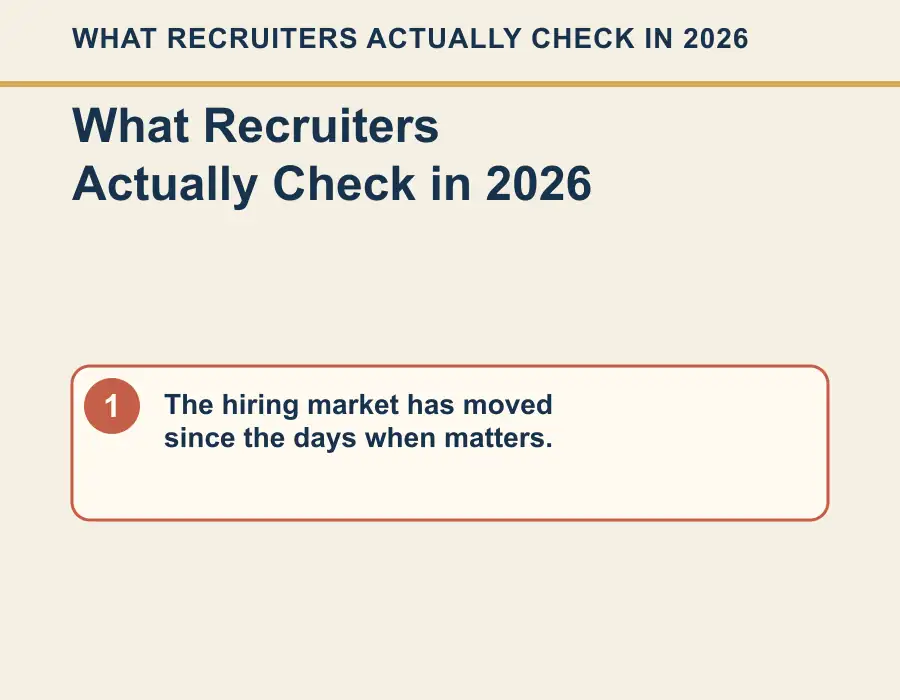 WHAT RECRUITERS ACTUALLY CHECK IN 2026
What Recruiters
Actually Check in 2026
1
The hiring market has moved
since the days when matters.